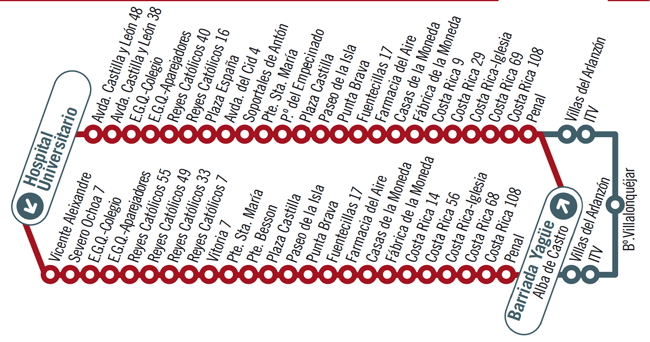 Hospital
Universitario
Avda. Castilla y León 48
Avda. Castilla y León 38
E.G.Q.-Colegio
E.G.Q.-Aparejadores
Reyes Católicos 40
Reyes Católicos 16
Plaza España
Avda. del Cid 4
Soportales de Antón
Pte. Sta. María
P.º del Empecinado
Plaza Castilla
Paseo de la Isla
Punta Brava
Fuentecillas 17
Farmacia del Aire
Casas de la Moneda
Fábrica de la Moneda
Costa Rica 9
Costa Rica 29
Costa Rica-Iglesia
Costa Rica 69
Costa Rica 108
Penal
Villas del Arlanzón
ITV
Bº. Villalonquéjar
Vicente Aleixandre
Severo Ochoa 7
E.G.Q.-Colegio
E.G.Q.-Aparejadores
Reyes Católicos 55
Reyes Católicos 49
Reyes Católicos 33
Reyes Católicos 7
Vitoria 7
Pte. Sta. María
Pte. Besson
Plaza Castilla
Paseo de la Isla
Punta Brava
Fuentecillas 17
Farmacia del Aire
Casas de la Moneda
Fábrica de la Moneda
Costa Rica 14
Costa Rica 56
Costa Rica-Iglesia
Costa Rica 68
Costa Rica 108
Penal
Barriada Yagüe
Alba de Castro
Villas del Arlanzón
ITV